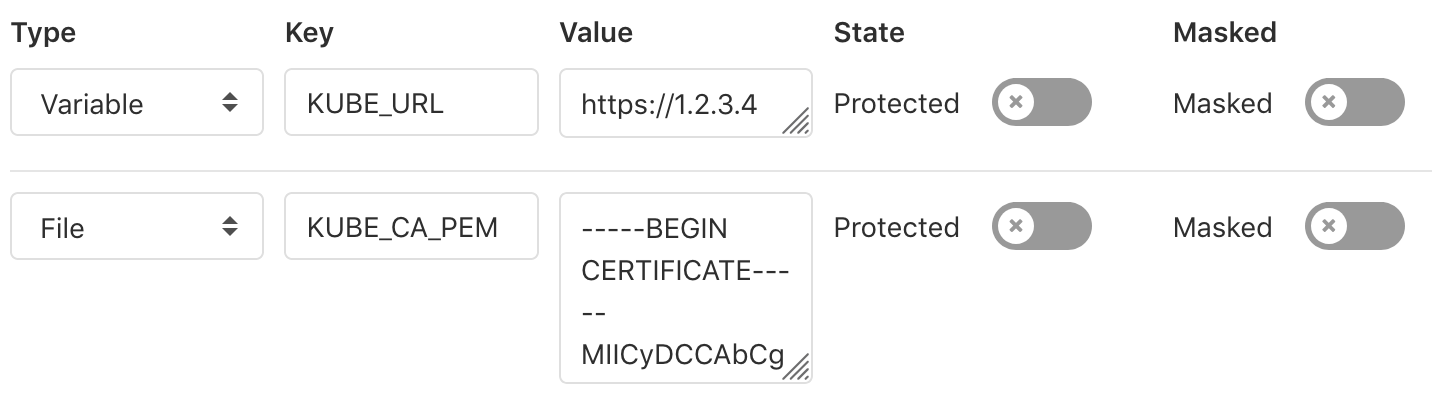 Type Key Value State Masked
Variable KUBE_URL https://1.2.3.4 Protected Masked
File KUBE_CA_PEM -----BEGIN Protected Masked
CERTIFICATE---
--
MIICyDCCAbCg